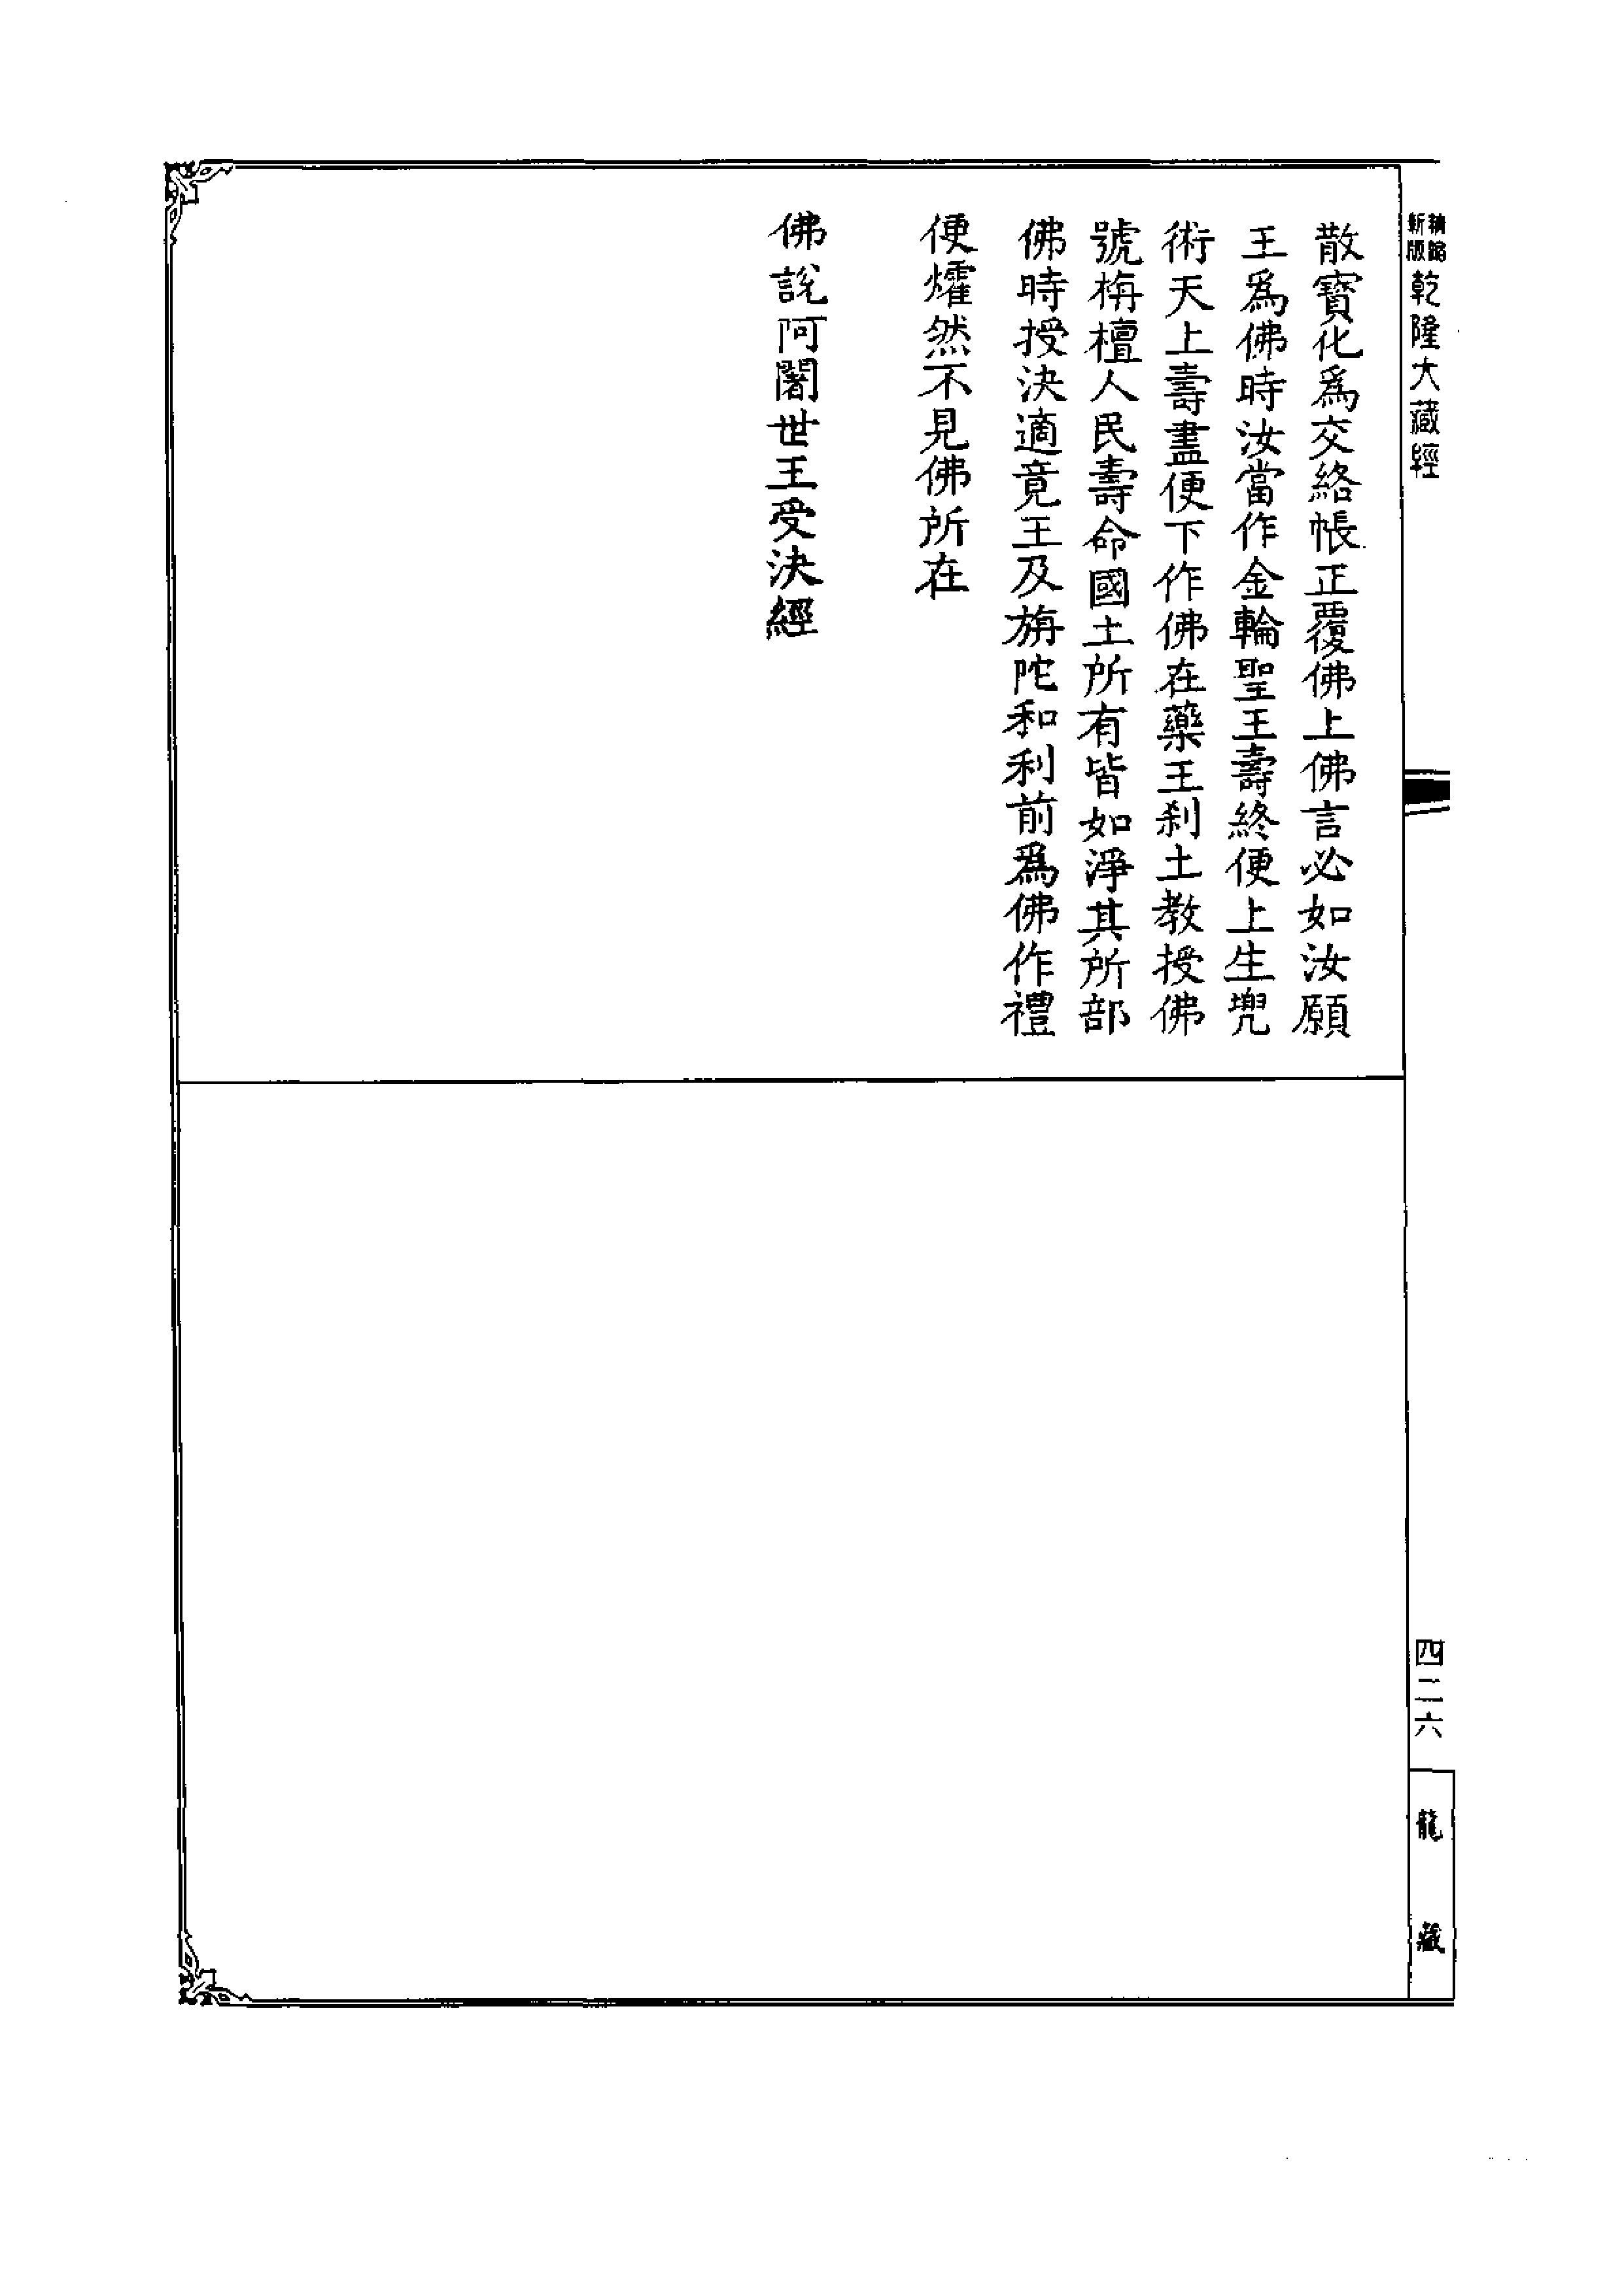 新版
精縮
乾隆大藏經
散寶化爲交絡帳正覆佛上佛言必如汝願
王爲佛時汝當作金輪聖王壽終便上生兜
術天上壽盡便下作佛在藥王刹土教授佛
號栴檀人民壽命國土所有皆如淨其所部
佛時授決適竟王及旃陀和利前爲佛作禮
便燿然不見佛所在
佛說阿闍世王受決經
四二六
龍藏